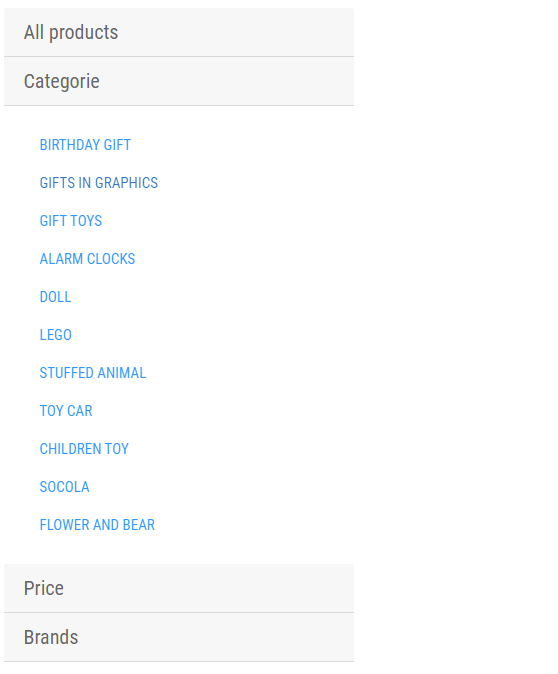 All products
Categorie
BIRTHDAY GIFT
GIFTS IN GRAPHICS
GIFT TOYS
ALARM CLOCKS
DOLL
LEGO
STUFFED ANIMAL
TOY CAR
CHILDREN TOY
SOCOLA
FLOWER AND BEAR
Price
Brands